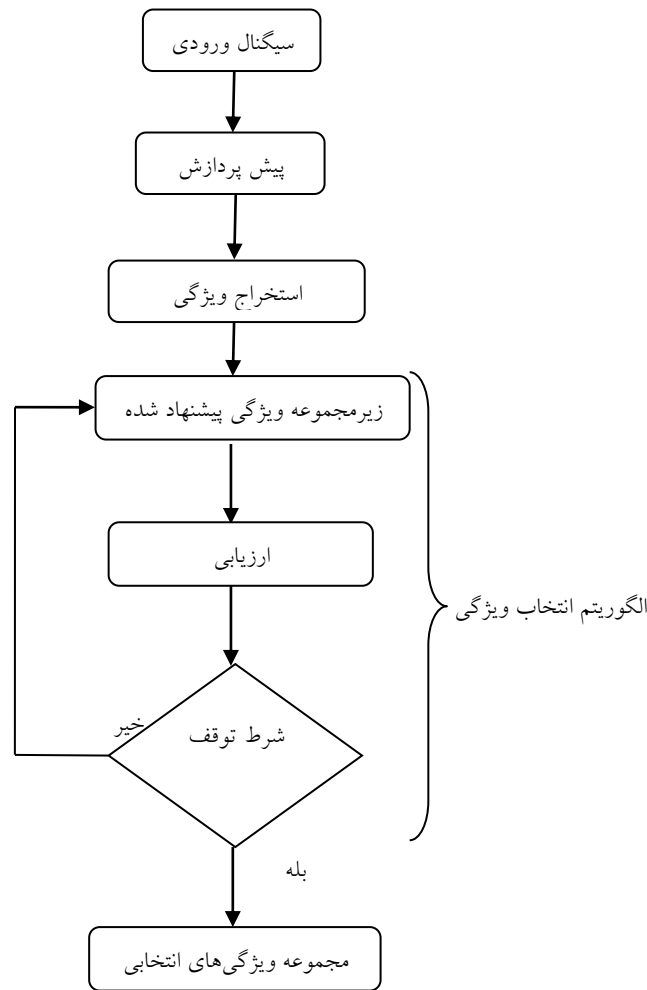 سیگنال ورودی
پیش پردازش
استخراج ویژگی
زیرمجموعه ویژگی پیشنهاد شده
ارزیابی
الگوریتم انتخاب ویژگی
شرط توقف
خیر
بله
مجموعه ویژگی‌های انتخابی